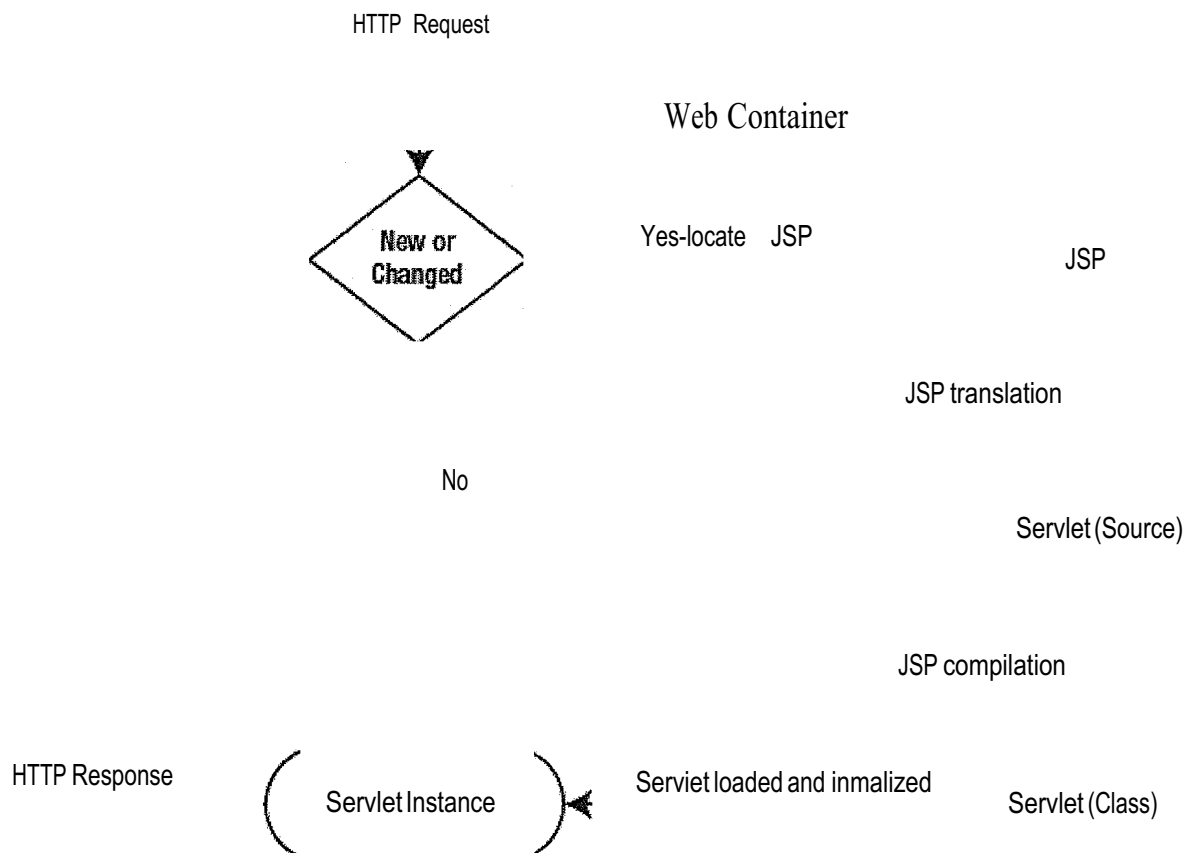 HTTP Request
Web Container
New or
Changed
Yes-locate JSP
JSP
JSP translation
No
Servlet (Source)
JSP compilation
HTTP Response
Servlet Instance
Serviet loaded and inmalized
Servlet (Class)